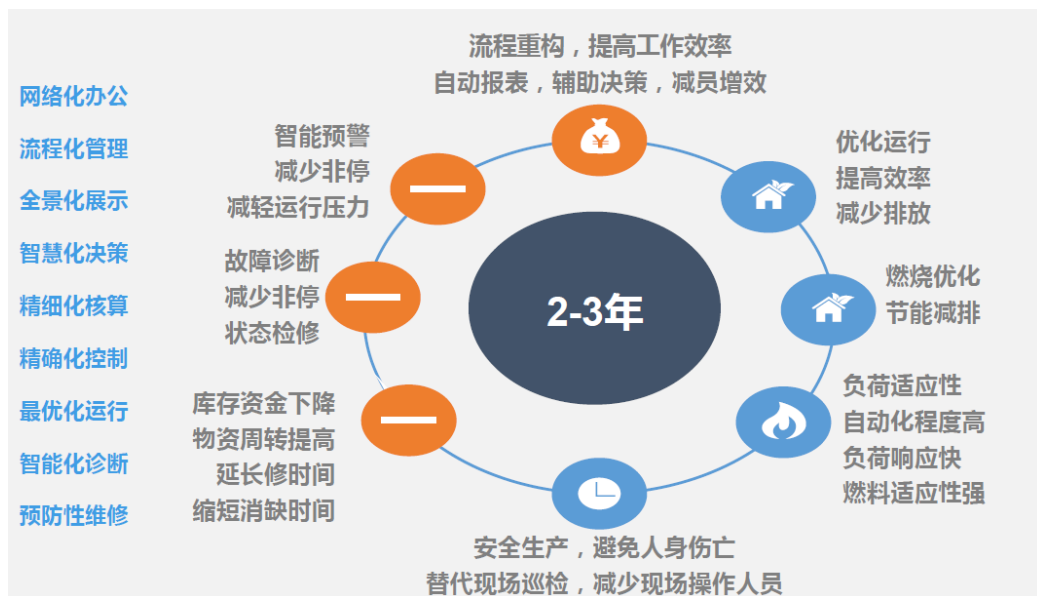 网络化办公
流程化管理
全景化展示
智慧化决策
精细化核算
精确化控制
最优化运行
智能化诊断
预防性维修
流程重构，提高工作效率
自动报表，辅助决策，减员增效
智能预警
减少非停
减轻运行压力
故障诊断
减少非停
状态检修
库存资金下降
物资周转提高
延长修时间
缩短消缺时间
2-3年
优化运行
提高效率
减少排放
燃烧优化
节能减排
负荷适应性
自动化程度高
负荷响应快
燃料适应性强
安全生产，避免人身伤亡
替代现场巡检，减少现场操作人员